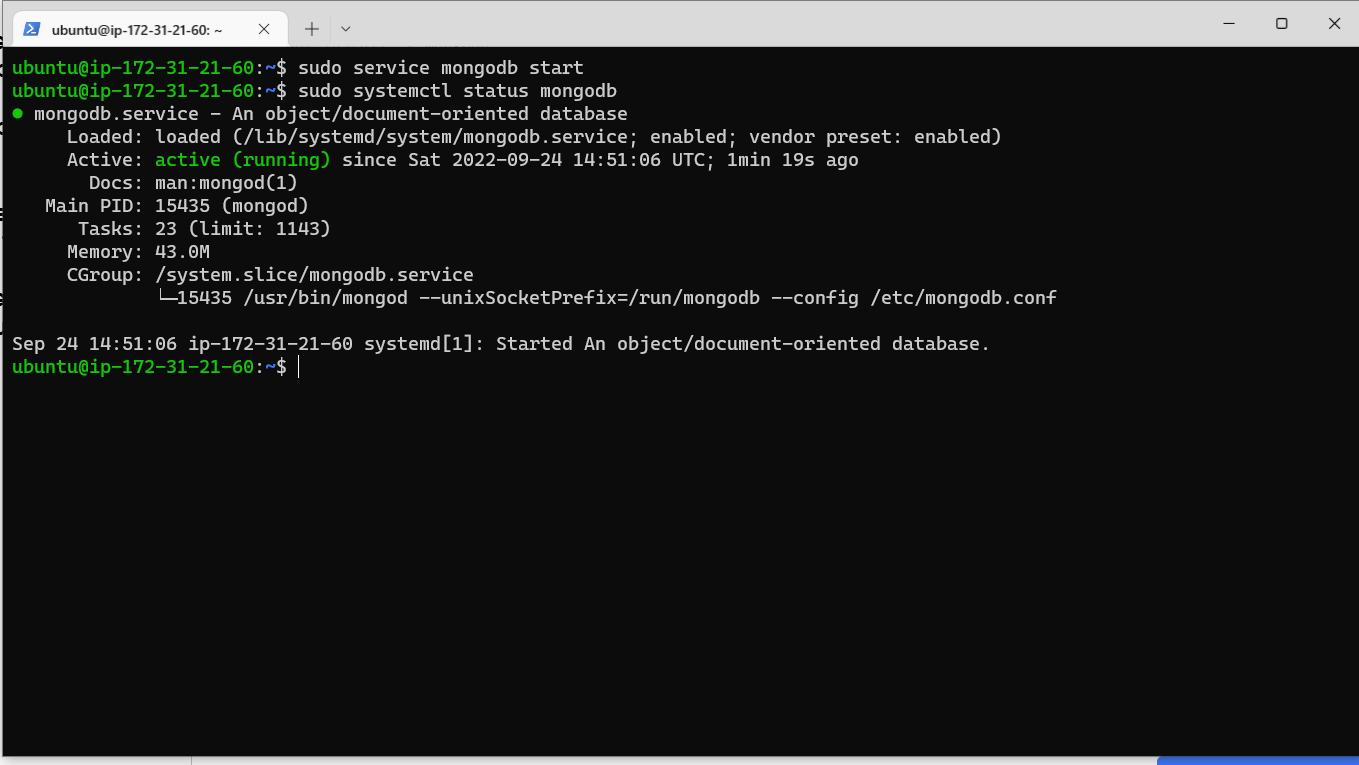 ubuntu@ip-172-31-21-60: ~
ubuntu@ip-172-31-21-60:~$ sudo service mongodb start
ubuntu@ip-172-31-21-60:~$ sudo systemctl status mongodb
● mongodb.service - An object/document-oriented database
Loaded: loaded (/lib/systemd/system/mongodb.service; enabled; vendor preset: enabled)
Active: active (running) since Sat 2022-09-24 14:51:06 UTC; 1min 19s ago
Docs: man:mongod(1)
Main PID: 15435 (mongod)
Tasks: 23 (limit: 1143)
Memory: 43.0M
CGroup: /system.slice/mongodb.service
└─15435 /usr/bin/mongod --unixSocketPrefix=/run/mongodb --config /etc/mongodb.conf
Sep 24 14:51:06 ip-172-31-21-60 systemd[1]: Started An object/document-oriented database.
ubuntu@ip-172-31-21-60:~$